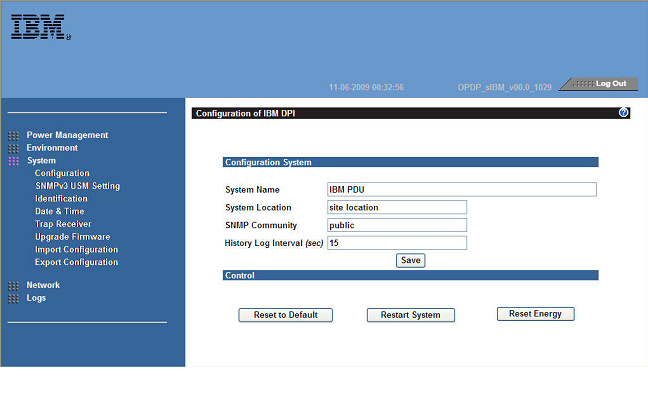 IBM
11-06-2009 00:32:56 OPDP_sIBM_v00.0_1029 Log Out
Configuration of IBM DPI ?
Power Management
Environment
System
Configuration
SNMPv3 USM Setting
Identification
Date & Time
Trap Receiver
Upgrade Firmware
Import Configuration
Export Configuration
Network
Logs
Configuration System
System Name IBM PDU
System Location site location
SNMP Community public
History Log Interval (sec) 15
Save
Control
Reset to Default Restart System Reset Energy